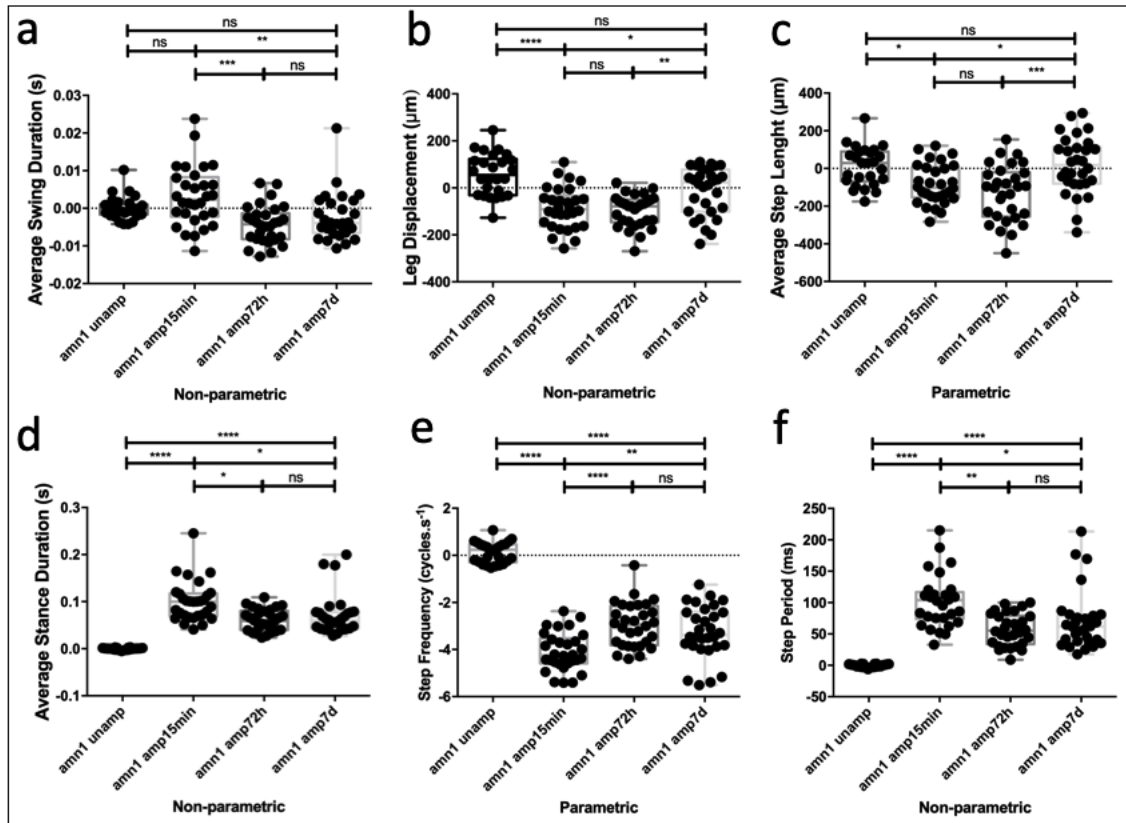 a
ns
ns
**
***
ns
Average Swing Duration (s)
0.03
0.02
0.01
0.00
-0.01
-0.02
amn1 unamp
amn1 amp15min
amn1 amp72h
amn1 amp7d
Non-parametric
b
ns
****
*
ns
**
Leg Displacement (µm)
400
200
0
-200
-400
amn1 unamp
amn1 amp15min
amn1 amp72h
amn1 amp7d
Non-parametric
c
ns
*
*
ns
***
Average Step Lenght (µm)
400
200
0
-200
-400
-600
amn1 unamp
amn1 amp15min
amn1 amp72h
amn1 amp7d
Parametric
d
****
****
*
*
ns
Average Stance Duration (s)
0.3
0.2
0.1
0.0
-0.1
amn1 unamp
amn1 amp15min
amn1 amp72h
amn1 amp7d
Non-parametric
e
****
****
**
****
ns
Step Frequency (cycles.s⁻¹)
2
0
-2
-4
-6
amn1 unamp
amn1 amp15min
amn1 amp72h
amn1 amp7d
Parametric
f
****
****
*
**
ns
Step Period (ms)
250
200
150
100
50
0
-50
amn1 unamp
amn1 amp15min
amn1 amp72h
amn1 amp7d
Non-parametric